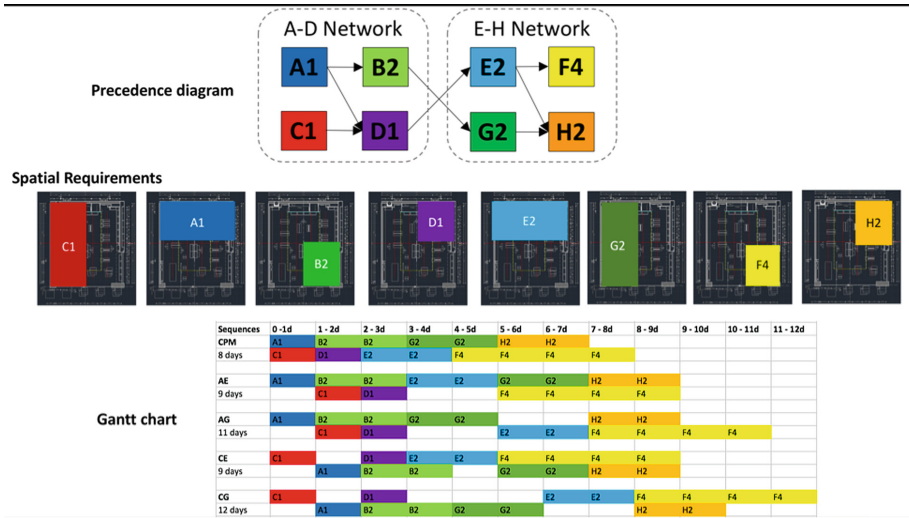 A-D Network E-H Network
A1 B2 E2 F4
Precedence diagram
C1 D1 G2 H2
Spatial Requirements
C1 A1 B2 D1 E2 G2 F4 H2
Sequences 0 -1d 1 - 2d 2 - 3d 3 - 4d 4 - 5d 5 - 6d 6 - 7d 7 - 8d 8 - 9d 9 - 10d 10 - 11d 11 - 12d
CPM A1 B2 B2 G2 G2 H2 H2
8 days C1 D1 E2 E2 F4 F4 F4 F4
AE A1 B2 B2 E2 E2 G2 G2 H2 H2
9 days C1 D1 F4 F4 F4 F4
Gantt chart
AG A1 B2 B2 G2 G2 H2 H2
11 days C1 D1 E2 E2 F4 F4 F4 F4
CE C1 D1 E2 E2 F4 F4 F4 F4
9 days A1 B2 B2 G2 G2 H2 H2
CG C1 D1 E2 E2 F4 F4 F4 F4
12 days A1 B2 B2 G2 G2 H2 H2